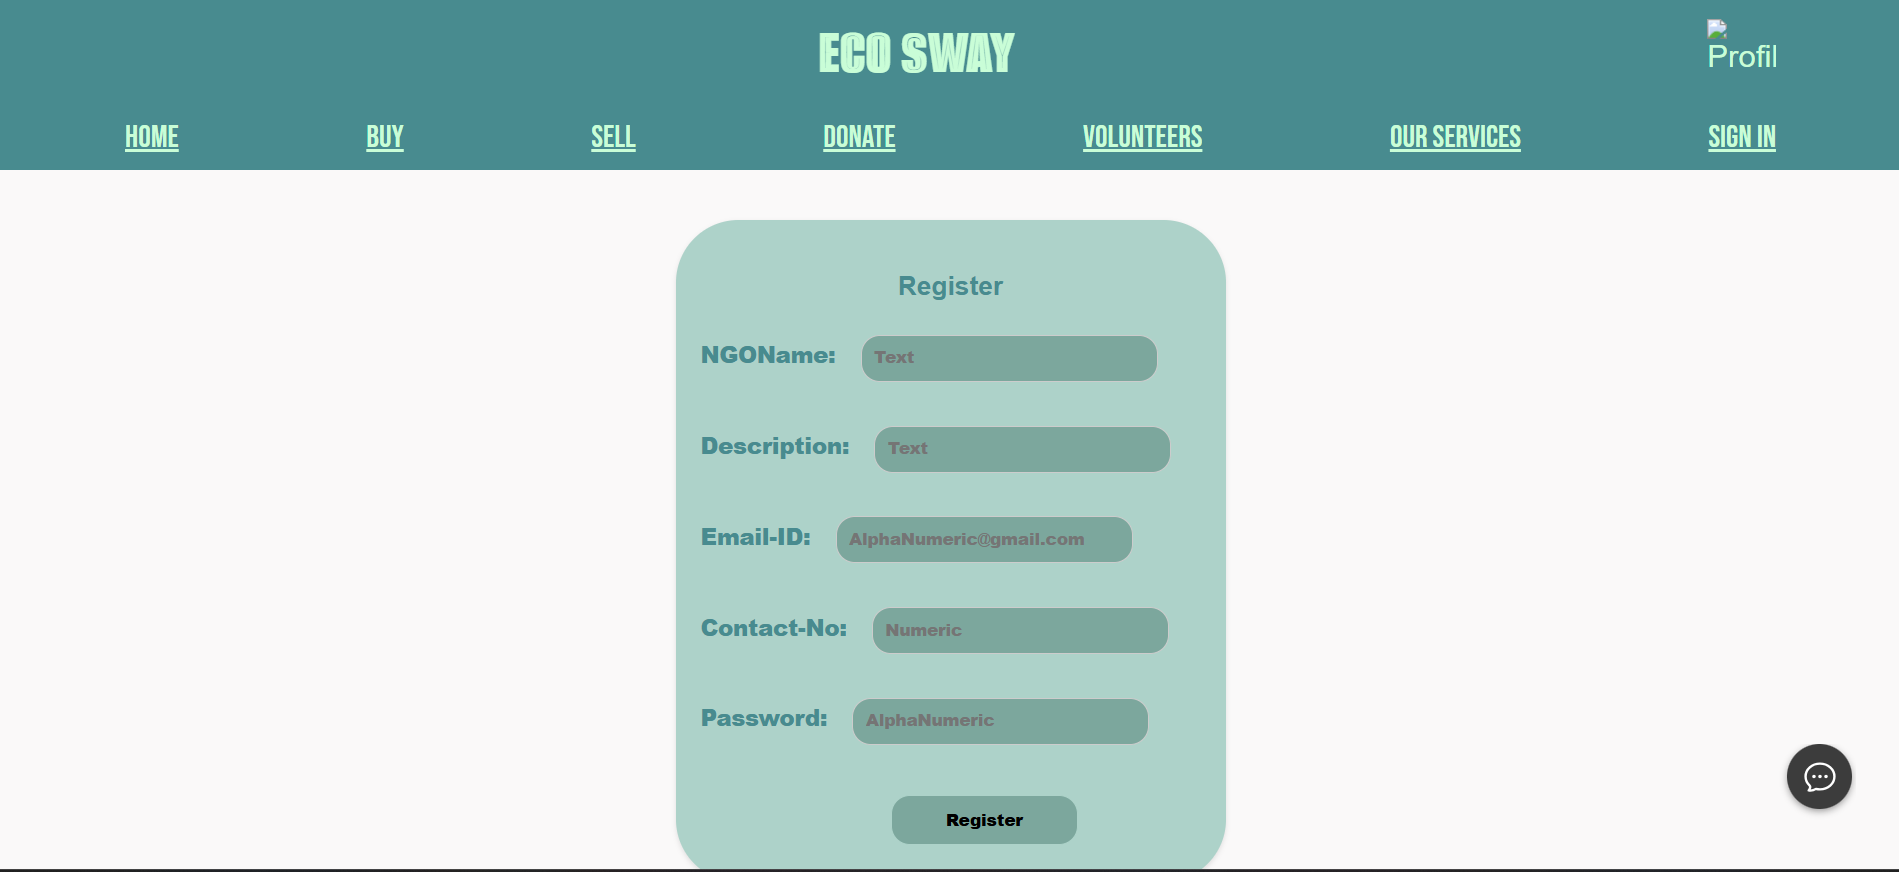 ECO SWAY
Profil
HOME BUY SELL DONATE VOLUNTEERS OUR SERVICES SIGN IN
Register
NGOName: Text
Description: Text
Email-ID: AlphaNumeric@gmail.com
Contact-No: Numeric
Password: AlphaNumeric
Register